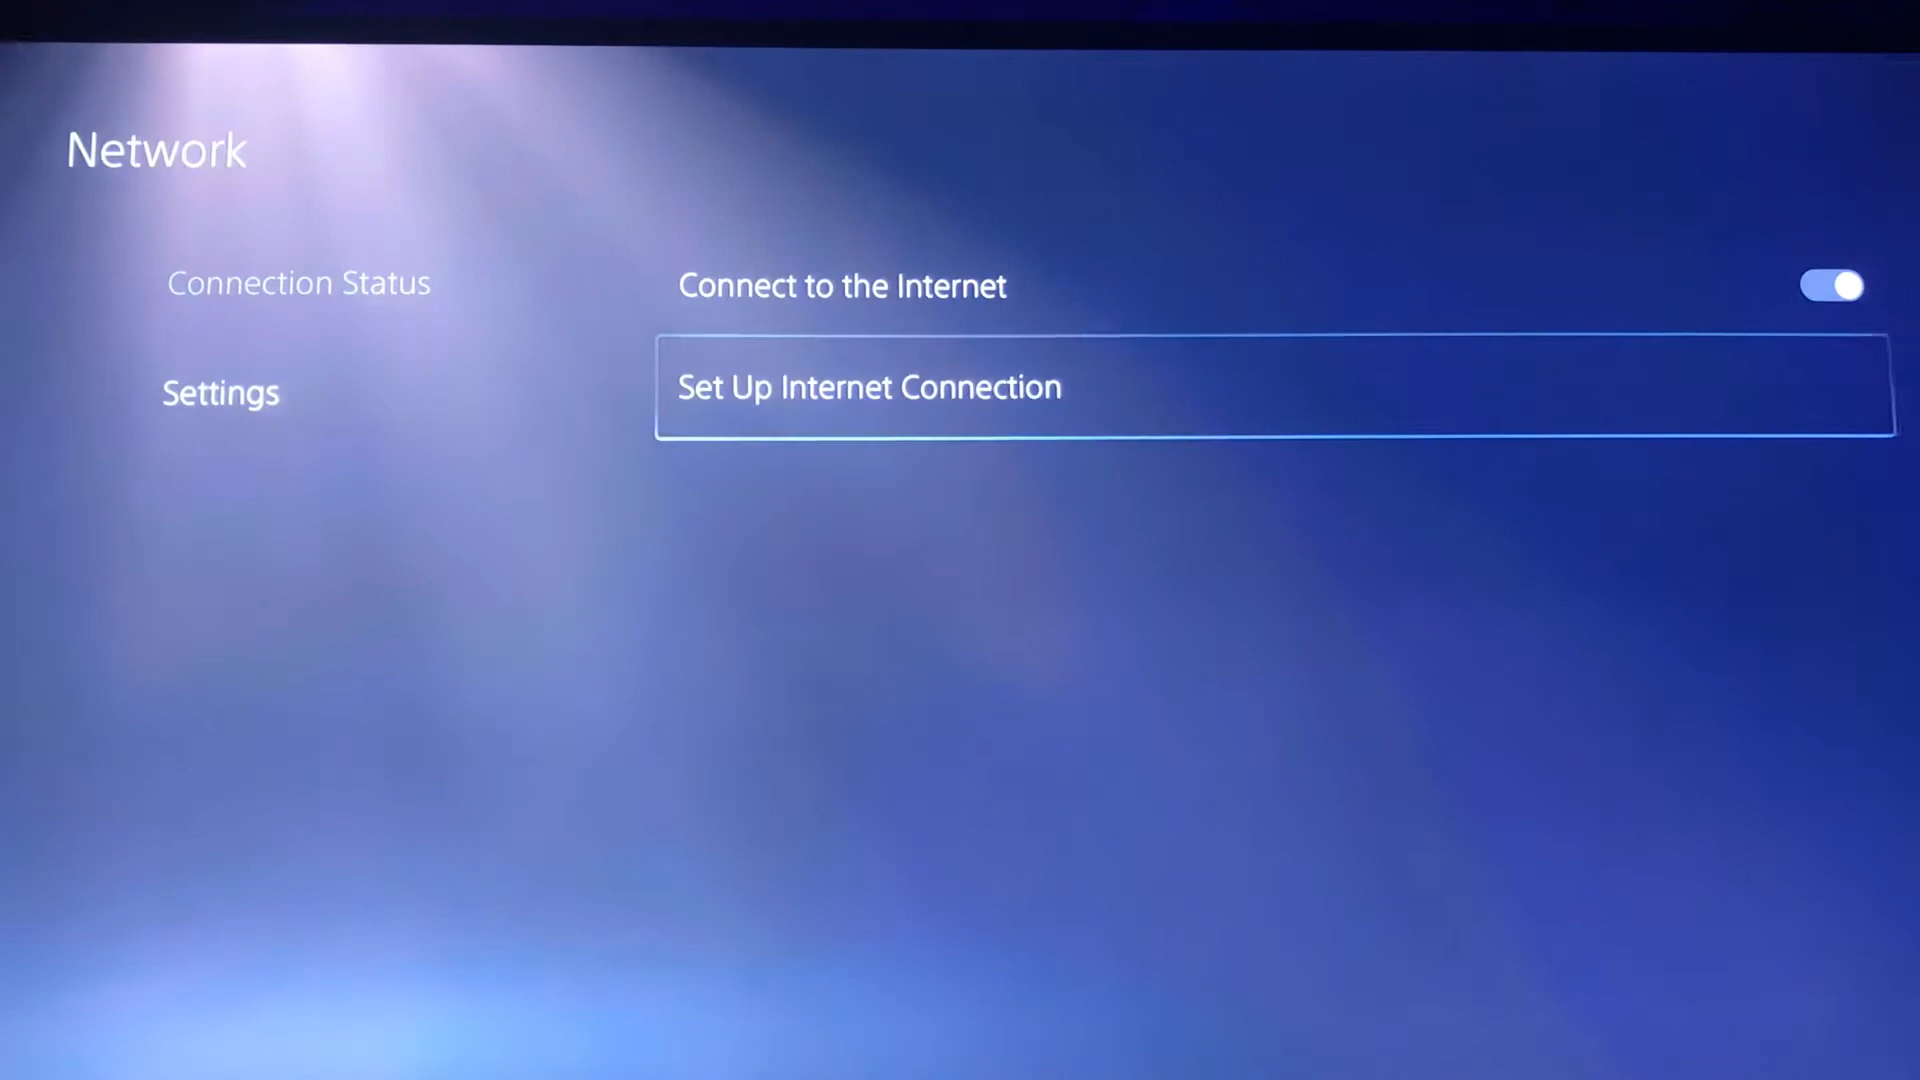 Network
Connection Status
Settings
Connect to the Internet
Set Up Internet Connection